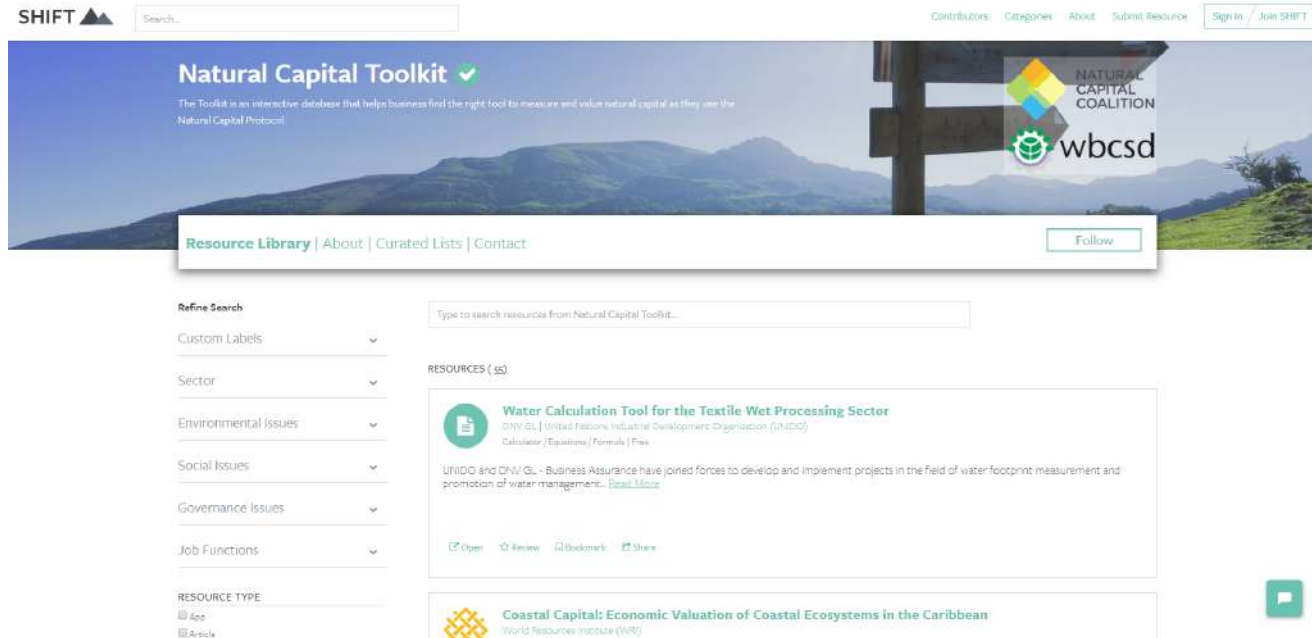 SHIFT
Search...
Contributors Categories About Submit Resource Sign in / Join SHIFT
Natural Capital Toolkit
The Toolkit is an interactive database that helps business find the right tool to measure and value natural capital as they use the
Natural Capital Protocol.
NATURAL
CAPITAL
COALITION
wbcsd
Resource Library | About | Curated Lists | Contact
Follow
Refine Search
Custom Labels
Sector
Environmental Issues
Social Issues
Governance Issues
Job Functions
RESOURCE TYPE
App
Article
Type to search resources from Natural Capital Toolkit...
RESOURCES ( 55)
Water Calculation Tool for the Textile Wet Processing Sector
DNV GL | United Nations Industrial Development Organization (UNIDO)
Calculator / Equations / Formula | Free
UNIDO and DNV GL - Business Assurance have joined forces to develop and implement projects in the field of water footprint measurement and
promotion of water management... Read More
Open Review Bookmark Share
Coastal Capital: Economic Valuation of Coastal Ecosystems in the Caribbean
World Resources Institute (WRI)